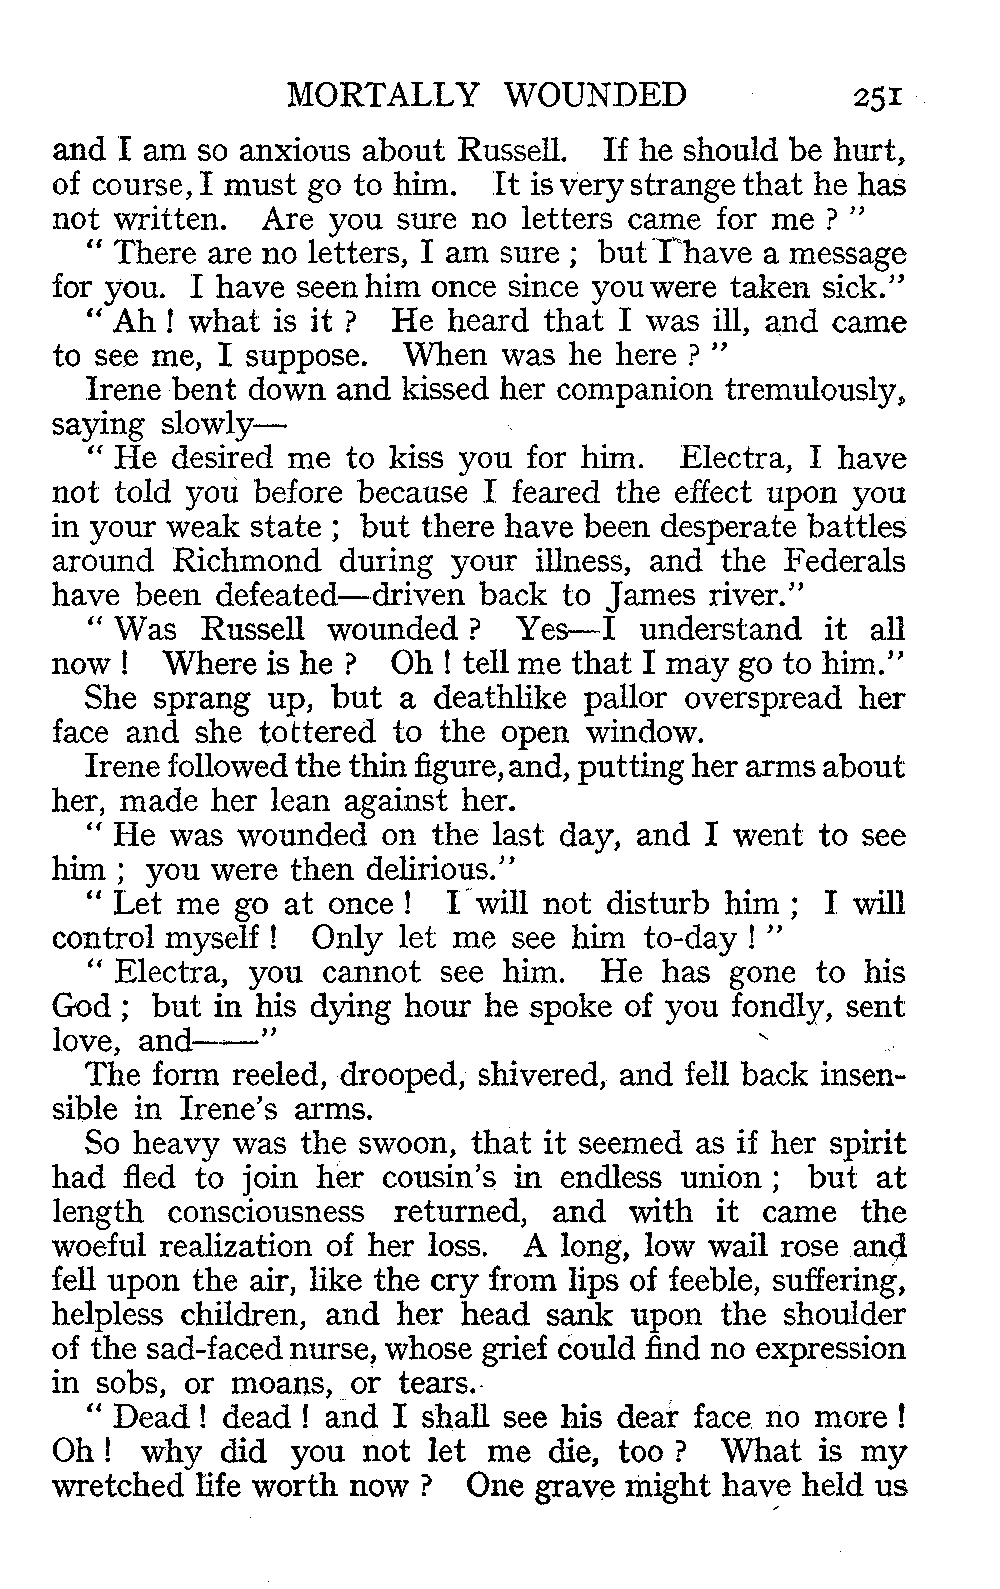 MORTALLY WOUNDED 251
and I am so anxious about Russell. If he should be hurt,
of course, I must go to him. It is very strange that he has
not written. Are you sure no letters came for me ? "
" There are no letters, I am sure ; but I have a message
for you. I have seen him once since you were taken sick."
" Ah ! what is it ? He heard that I was ill, and came
to see me, I suppose. When was he here ? "
Irene bent down and kissed her companion tremulously,
saying slowly—
" He desired me to kiss you for him. Electra, I have
not told you before because I feared the effect upon you
in your weak state ; but there have been desperate battles
around Richmond during your illness, and the Federals
have been defeated—driven back to James river."
" Was Russell wounded ? Yes—I understand it all
now ! Where is he ? Oh ! tell me that I may go to him."
She sprang up, but a deathlike pallor overspread her
face and she tottered to the open window.
Irene followed the thin figure, and, putting her arms about
her, made her lean against her.
" He was wounded on the last day, and I went to see
him ; you were then delirious."
" Let me go at once ! I will not disturb him ; I will
control myself ! Only let me see him to-day ! "
" Electra, you cannot see him. He has gone to his
God ; but in his dying hour he spoke of you fondly, sent
love, and——"
The form reeled, drooped, shivered, and fell back insen-
sible in Irene's arms.
So heavy was the swoon, that it seemed as if her spirit
had fled to join her cousin's in endless union ; but at
length consciousness returned, and with it came the
woeful realization of her loss. A long, low wail rose and
fell upon the air, like the cry from lips of feeble, suffering,
helpless children, and her head sank upon the shoulder
of the sad-faced nurse, whose grief could find no expression
in sobs, or moans, or tears.
" Dead ! dead ! and I shall see his dear face no more !
Oh ! why did you not let me die, too ? What is my
wretched life worth now ? One grave might have held us